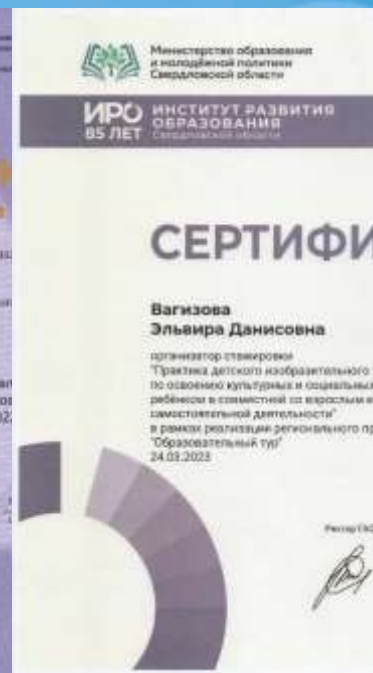 Министерство образования
и молодёжной политики
Свердловской области
ИРО ИНСТИТУТ РАЗВИТИЯ
85 ЛЕТ ОБРАЗОВАНИЯ
Свердловской области
СЕРТИФИ
Вагизова
Эльвира Данисовна
организатор стажировки
"Практика детского изобразительного
по освоению культурных и социальных
ребёнком в совместной со взрослым и
самостоятельной деятельности"
в рамках реализации регионального пр
"Образовательный тур"
24.03.2023
Ректор ГАО